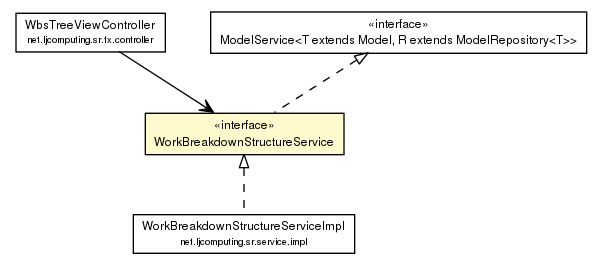 WbsTreeViewController
net.ljcomputing.sr.fx.controller
«interface»
ModelService<T extends Model, R extends ModelRepository<T>>
«interface»
WorkBreakdownStructureService
WorkBreakdownStructureServiceImpl
net.ljcomputing.sr.service.impl